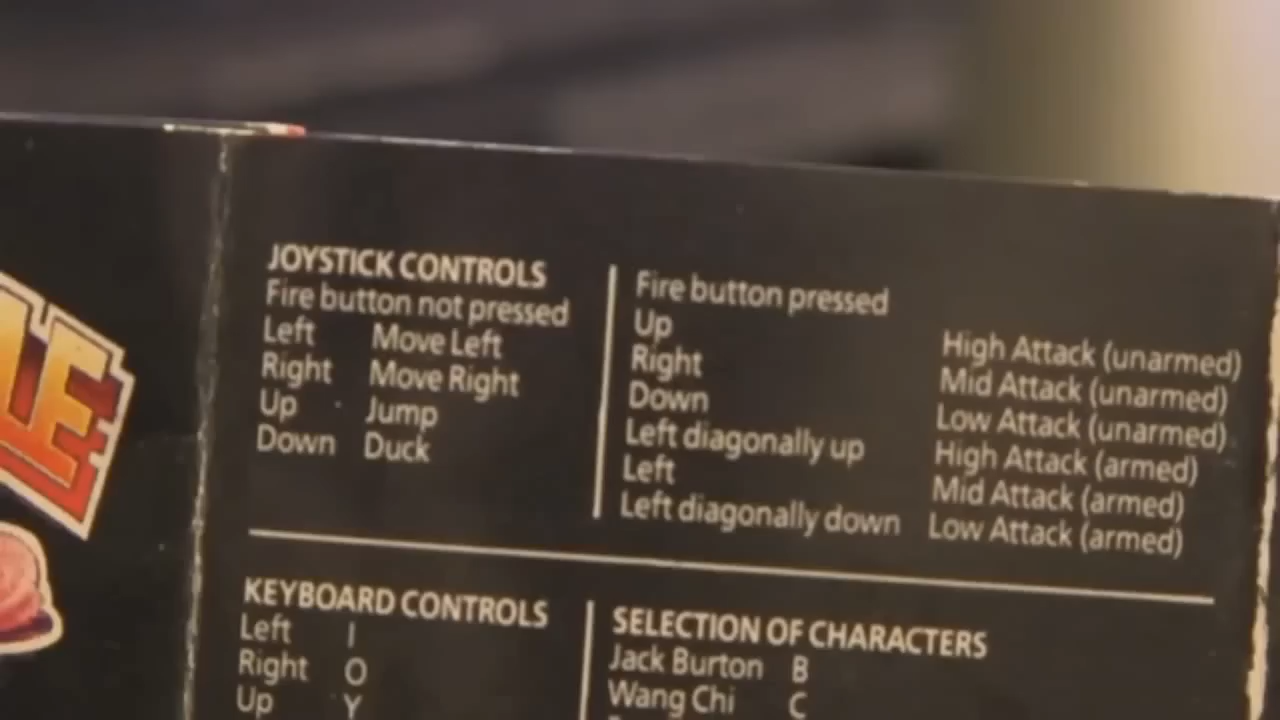 LE
JOYSTICK CONTROLS
Fire button not pressed
Left Move Left
Right Move Right
Up Jump
Down Duck
Fire button pressed
Up High Attack (unarmed)
Right Mid Attack (unarmed)
Down Low Attack (unarmed)
Left diagonally up High Attack (armed)
Left Mid Attack (armed)
Left diagonally down Low Attack (armed)
KEYBOARD CONTROLS
Left I
Right O
Up Y
SELECTION OF CHARACTERS
Jack Burton B
Wang Chi C